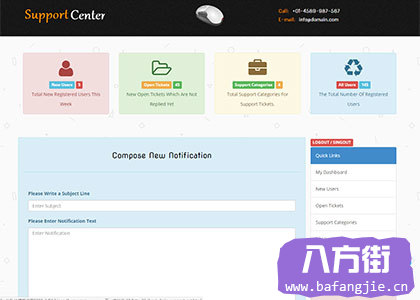 Support Center
Call: +01-4589-987-567
E-mail: info@domain.com
New Users 5
Open Tickets 45
Support Categories 4
All Users 145
Total New Registered Users This Week
New Open Tickets Which Are Not Replied Yet
Total Support Categories for Support Tickets.
The Total Number Of Registered Users
LOGOUT / SINGOUT
Compose New Notification
Quick Links
My Dashboard
Please Write a Subject Line
New Users
Enter Subject
Open Tickets
Please Enter Notification Text
Support Categories
Enter Notification
八方街
www.bafangjie.cn